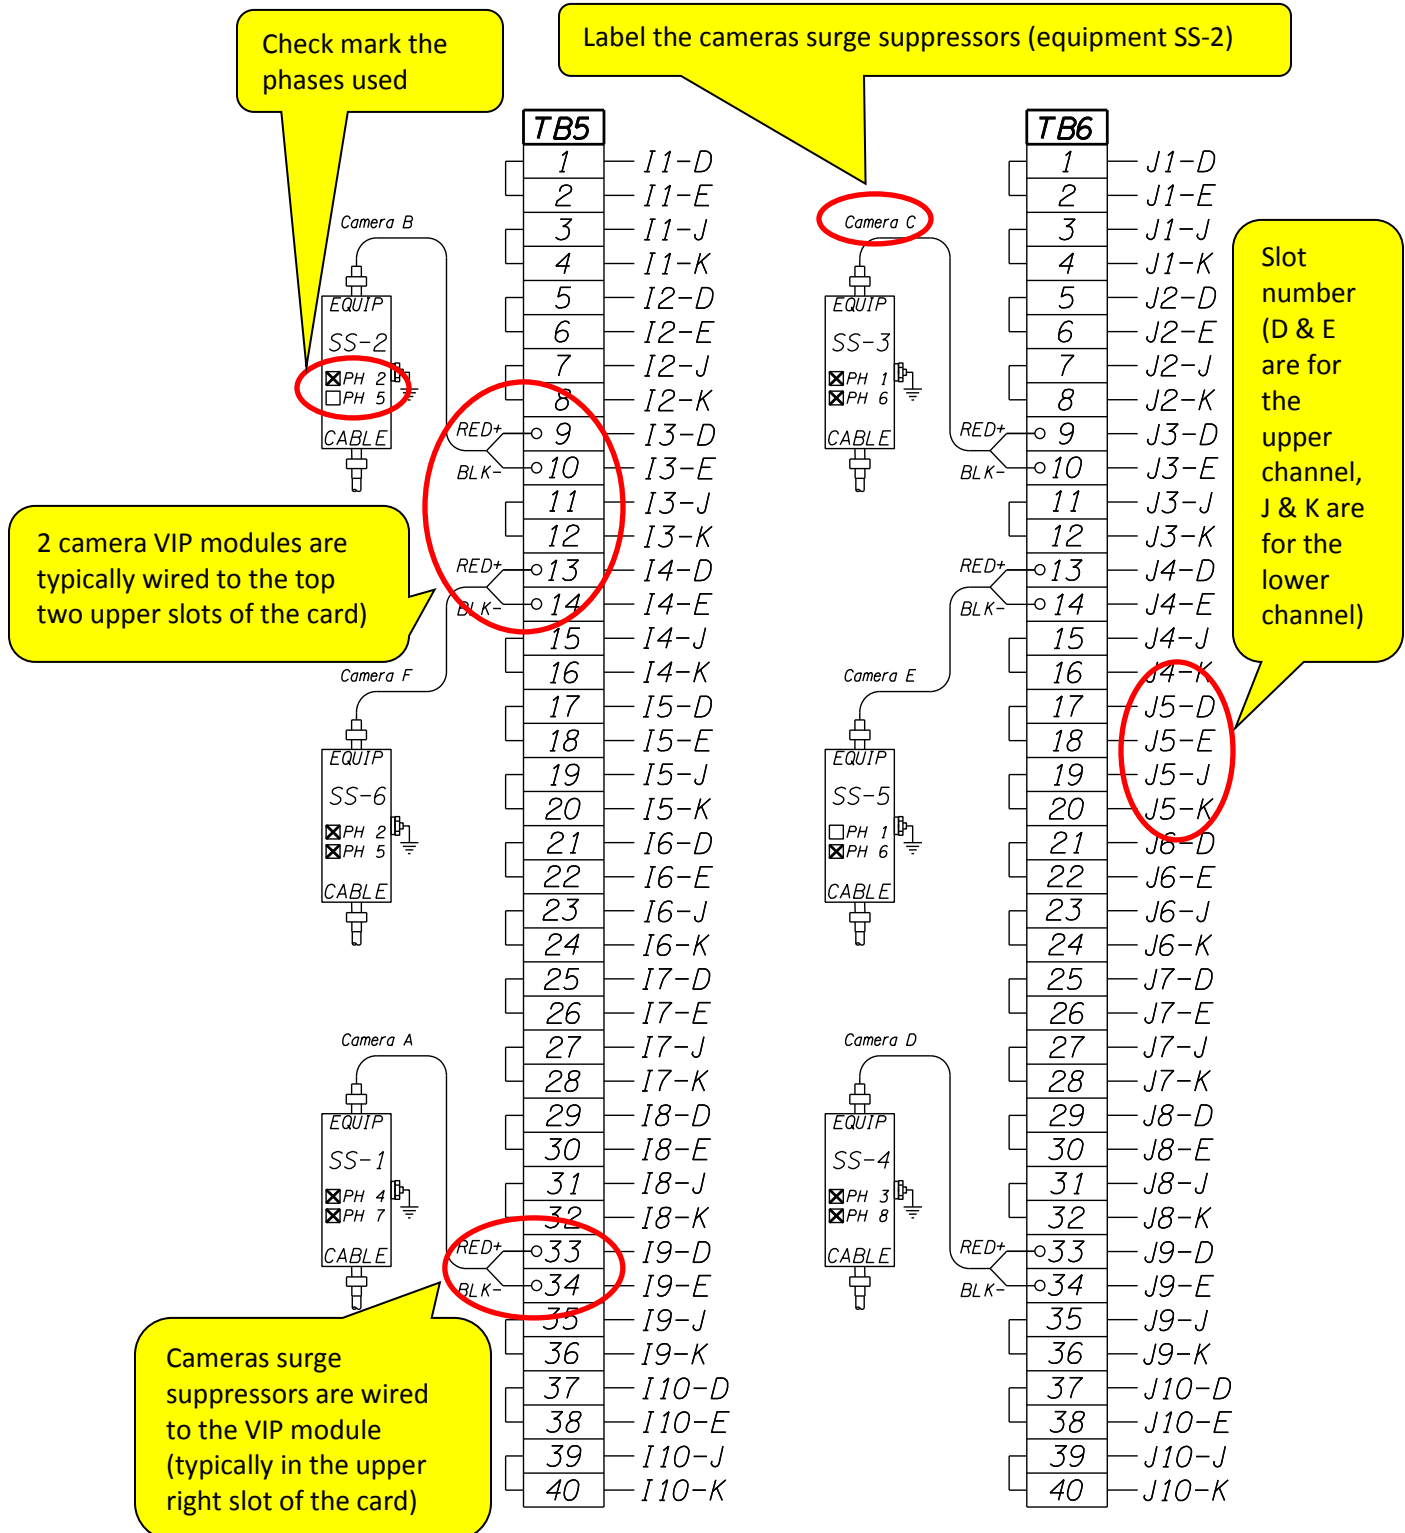 Check mark the
phases used
Label the cameras surge suppressors (equipment SS-2)
TB5
1 I1-D
2 I1-E
3 I1-J
4 I1-K
5 I2-D
6 I2-E
7 I2-J
8 I2-K
9 I3-D
10 I3-E
11 I3-J
12 I3-K
13 I4-D
14 I4-E
15 I4-J
16 I4-K
17 I5-D
18 I5-E
19 I5-J
20 I5-K
21 I6-D
22 I6-E
23 I6-J
24 I6-K
25 I7-D
26 I7-E
27 I7-J
28 I7-K
29 I8-D
30 I8-E
31 I8-J
32 I8-K
33 I9-D
34 I9-E
35 I9-J
36 I9-K
37 I10-D
38 I10-E
39 I10-J
40 I10-K
Camera B
EQUIP
SS-2
PH 2
PH 5
CABLE
RED+
BLK-
2 camera VIP modules are
typically wired to the top
two upper slots of the card)
RED+
BLK-
Camera F
EQUIP
SS-6
PH 2
PH 5
CABLE
Camera A
EQUIP
SS-1
PH 4
PH 7
CABLE
RED+
BLK-
Cameras surge
suppressors are wired
to the VIP module
(typically in the upper
right slot of the card)
TB6
1 J1-D
2 J1-E
3 J1-J
4 J1-K
5 J2-D
6 J2-E
7 J2-J
8 J2-K
9 J3-D
10 J3-E
11 J3-J
12 J3-K
13 J4-D
14 J4-E
15 J4-J
16 J4-K
17 J5-D
18 J5-E
19 J5-J
20 J5-K
21 J6-D
22 J6-E
23 J6-J
24 J6-K
25 J7-D
26 J7-E
27 J7-J
28 J7-K
29 J8-D
30 J8-E
31 J8-J
32 J8-K
33 J9-D
34 J9-E
35 J9-J
36 J9-K
37 J10-D
38 J10-E
39 J10-J
40 J10-K
Camera C
EQUIP
SS-3
PH 1
PH 6
CABLE
RED+
BLK-
RED+
BLK-
Camera E
EQUIP
SS-5
PH 1
PH 6
CABLE
Camera D
EQUIP
SS-4
PH 3
PH 8
CABLE
RED+
BLK-
Slot
number
(D & E
are for
the
upper
channel,
J & K are
for the
lower
channel)